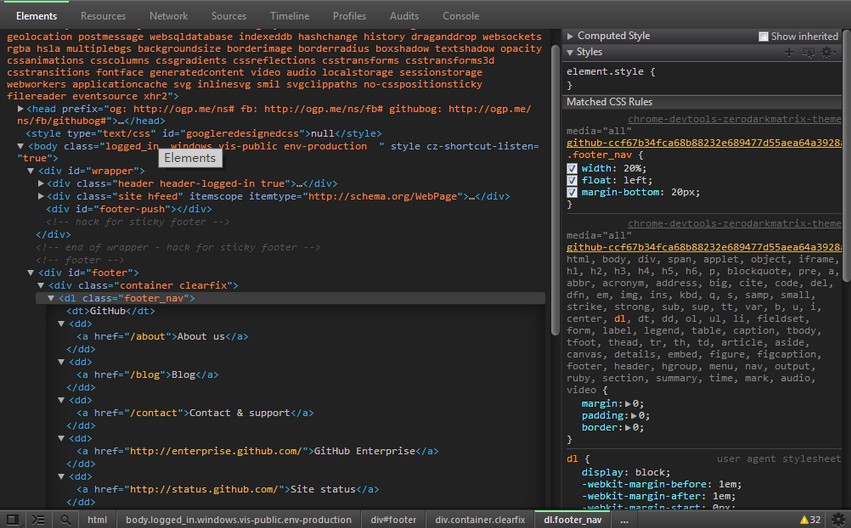 Elements Resources Network Sources Timeline Profiles Audits Console
geolocation postmessage websqldatabase indexeddb hashchange history draganddrop websockets
rgba hsla multiplebgs backgroundsize borderimage borderradius boxshadow textshadow opacity
cssanimations csscolumns cssgradients cssreflections csstransforms csstransforms3d
csstransitions fontface generatedcontent video audio localstorage sessionstorage
webworkers applicationcache svg inlinesvg smil svgclippaths no-csspositionsticky
filereader eventsource xhr2">
▶<head prefix="og: http://ogp.me/ns# fb: http://ogp.me/ns/fb# githubog: http://ogp.me/
ns/fb/githubog#">…</head>
<style type="text/css" id="googleredesignedcss">null</style>
▼<body class="logged_in windows vis-public env-production " style cz-shortcut-listen=
"true">
Elements
▼<div id="wrapper">
▶<div class="header header-logged-in true">…</div>
▶<div class="site hfeed" itemscope itemtype="http://schema.org/WebPage">…</div>
<div id="footer-push"></div>
<!-- hack for sticky footer -->
</div>
<!-- end of wrapper - hack for sticky footer -->
<!-- footer -->
▼<div id="footer">
▼<div class="container clearfix">
▼<dl class="footer_nav">
<dt>GitHub</dt>
▼<dd>
<a href="/about">About us</a>
</dd>
▼<dd>
<a href="/blog">Blog</a>
</dd>
▼<dd>
<a href="/contact">Contact & support</a>
</dd>
▼<dd>
<a href="http://enterprise.github.com/">GitHub Enterprise</a>
</dd>
▼<dd>
<a href="http://status.github.com/">Site status</a>
</dd>
▶ Computed Style Show inherited
▼ Styles
element.style {
}
Matched CSS Rules
chrome-devtools-zerodarkmatrix-theme
media="all"
github-ccf67b34fca68b88232e689477d55aea64a3928a
.footer_nav {
width: 20%;
float: left;
margin-bottom: 20px;
}
chrome-devtools-zerodarkmatrix-theme
media="all"
github-ccf67b34fca68b88232e689477d55aea64a3928a
html, body, div, span, applet, object, iframe,
h1, h2, h3, h4, h5, h6, p, blockquote, pre, a,
abbr, acronym, address, big, cite, code, del,
dfn, em, img, ins, kbd, q, s, samp, small,
strike, strong, sub, sup, tt, var, b, u, i,
center, dl, dt, dd, ol, ul, li, fieldset,
form, label, legend, table, caption, tbody,
tfoot, thead, tr, th, td, article, aside,
canvas, details, embed, figure, figcaption,
footer, header, hgroup, menu, nav, output,
ruby, section, summary, time, mark, audio,
video {
margin:▶0;
padding:▶0;
border:▶0;
}
dl { user agent stylesheet
display: block;
-webkit-margin-before: 1em;
-webkit-margin-after: 1em;
-webkit-margin-start: 0px;
html body.logged_in.windows.vis-public.env-production div#footer div.container.clearfix dl.footer_nav ... 32